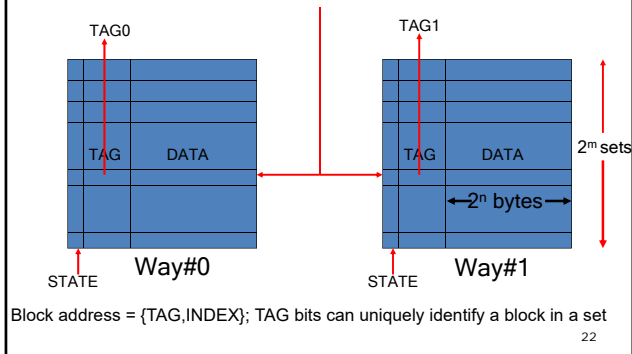 TAG0
TAG1
TAG DATA
TAG DATA
2ᵐ sets
2ⁿ bytes
Way#0
Way#1
STATE
STATE
Block address = {TAG,INDEX}; TAG bits can uniquely identify a block in a set
22